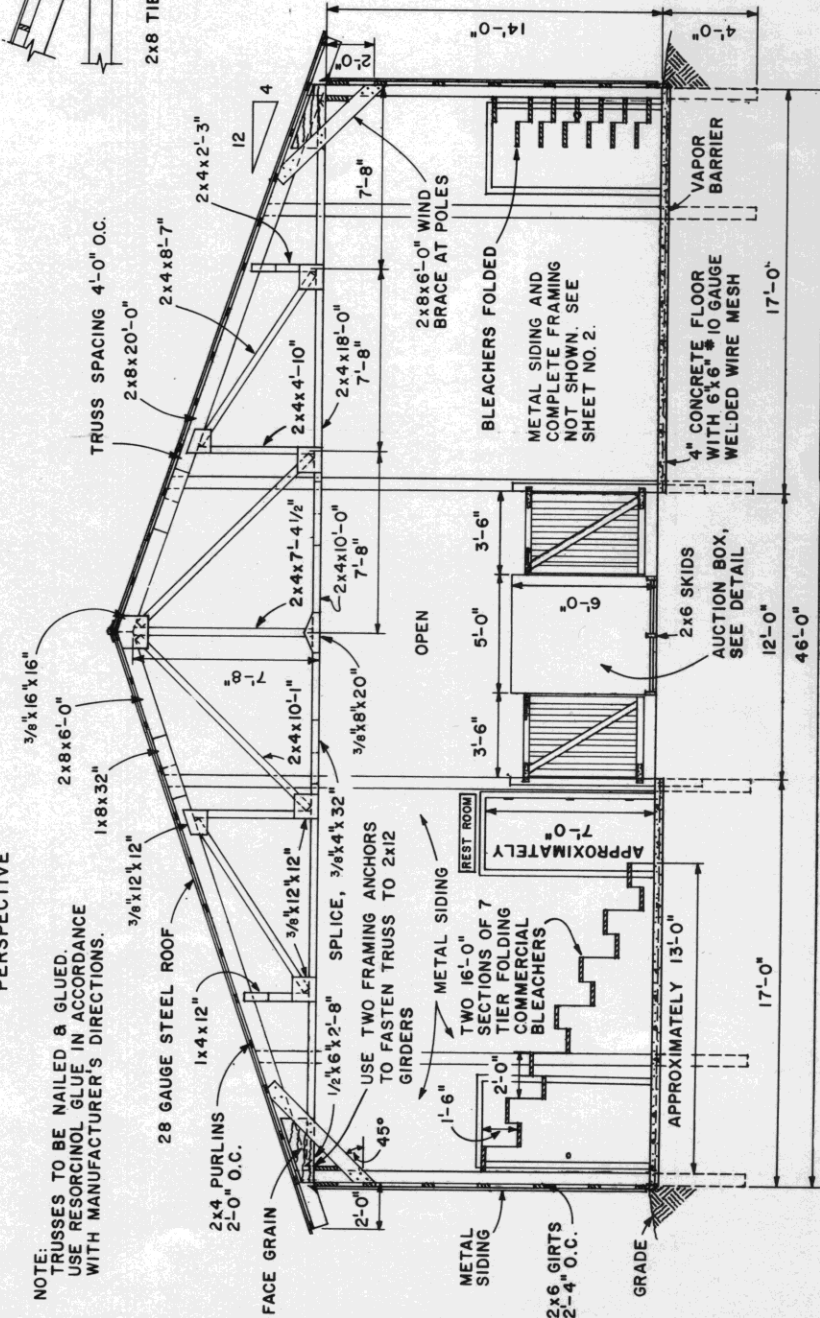 PERSPECTIVE
2x8 TIE
NOTE:
TRUSSES TO BE NAILED & GLUED.
USE RESORCINOL GLUE IN ACCORDANCE
WITH MANUFACTURER'S DIRECTIONS.
3/8"x16"x16"
2x8x6'-0"
1x8x32"
3/8"x12"x12"
28 GAUGE STEEL ROOF
1x4x12"
2x4 PURLINS
2'-0" O.C.
FACE GRAIN
TRUSS SPACING 4'-0" O.C.
2x8x20'-0"
2x4x8'-7"
2x4x2'-3"
12
4
2'-0"
14'-0"
4'-0"
7'-8"
2x4x10'-1"
2x4x7'-4 1/2"
2x4x4'-10"
2x4x10'-0"
7'-8"
2x4x18'-0"
7'-8"
7'-8"
3/8"x12"x12"
3/8"x8"x20"
SPLICE, 3/8"x4"x32"
1/2"x6"x2'-8"
USE TWO FRAMING ANCHORS
TO FASTEN TRUSS TO 2x12
GIRDERS
45°
2'-0"
2x8x6'-0" WIND
BRACE AT POLES
METAL SIDING
OPEN
BLEACHERS FOLDED
METAL SIDING AND
COMPLETE FRAMING
NOT SHOWN. SEE
SHEET NO. 2.
TWO 16'-0"
SECTIONS OF 7
TIER FOLDING
COMMERCIAL
BLEACHERS
REST ROOM
APPROXIMATELY
7'-0"
2'-0"
1'-6"
3'-6"
5'-0"
3'-6"
6'-0"
METAL
SIDING
2x6 GIRTS
2'-4" O.C.
GRADE
APPROXIMATELY 13'-0"
2x6 SKIDS
AUCTION BOX,
SEE DETAIL
4" CONCRETE FLOOR
WITH 6"x6" #10 GAUGE
WELDED WIRE MESH
VAPOR
BARRIER
17'-0"
12'-0"
17'-0"
46'-0"